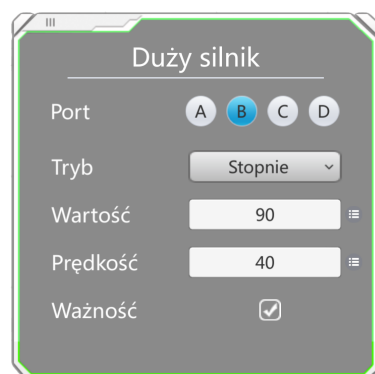 Duży silnik
Port A B C D
Tryb Stopnie
Wartość 90
Prędkość 40
Ważność